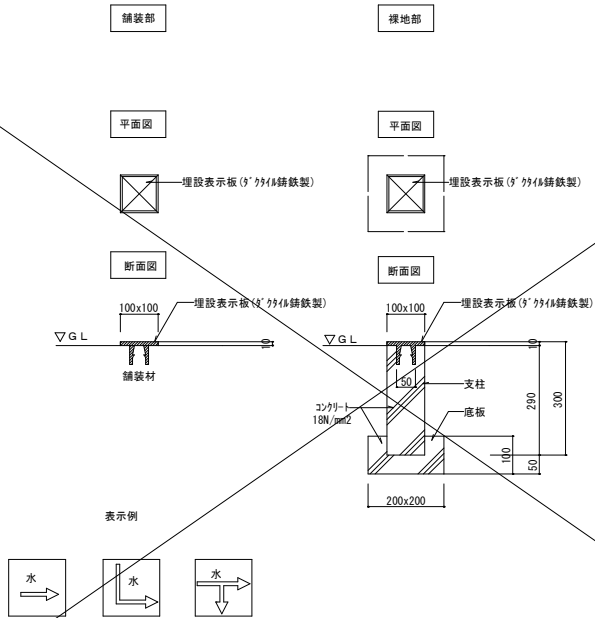 舗装部
裸地部
平面図
平面図
埋設表示板(ダクタイル鋳鉄製)
埋設表示板(ダクタイル鋳鉄製)
断面図
断面図
100x100
埋設表示板(ダクタイル鋳鉄製)
100x100
埋設表示板(ダクタイル鋳鉄製)
▽GL
10
▽GL
10
舗装材
50
支柱
290
300
コンクリート
18N/mm2
底板
100
50
200x200
表示例
水
水
水